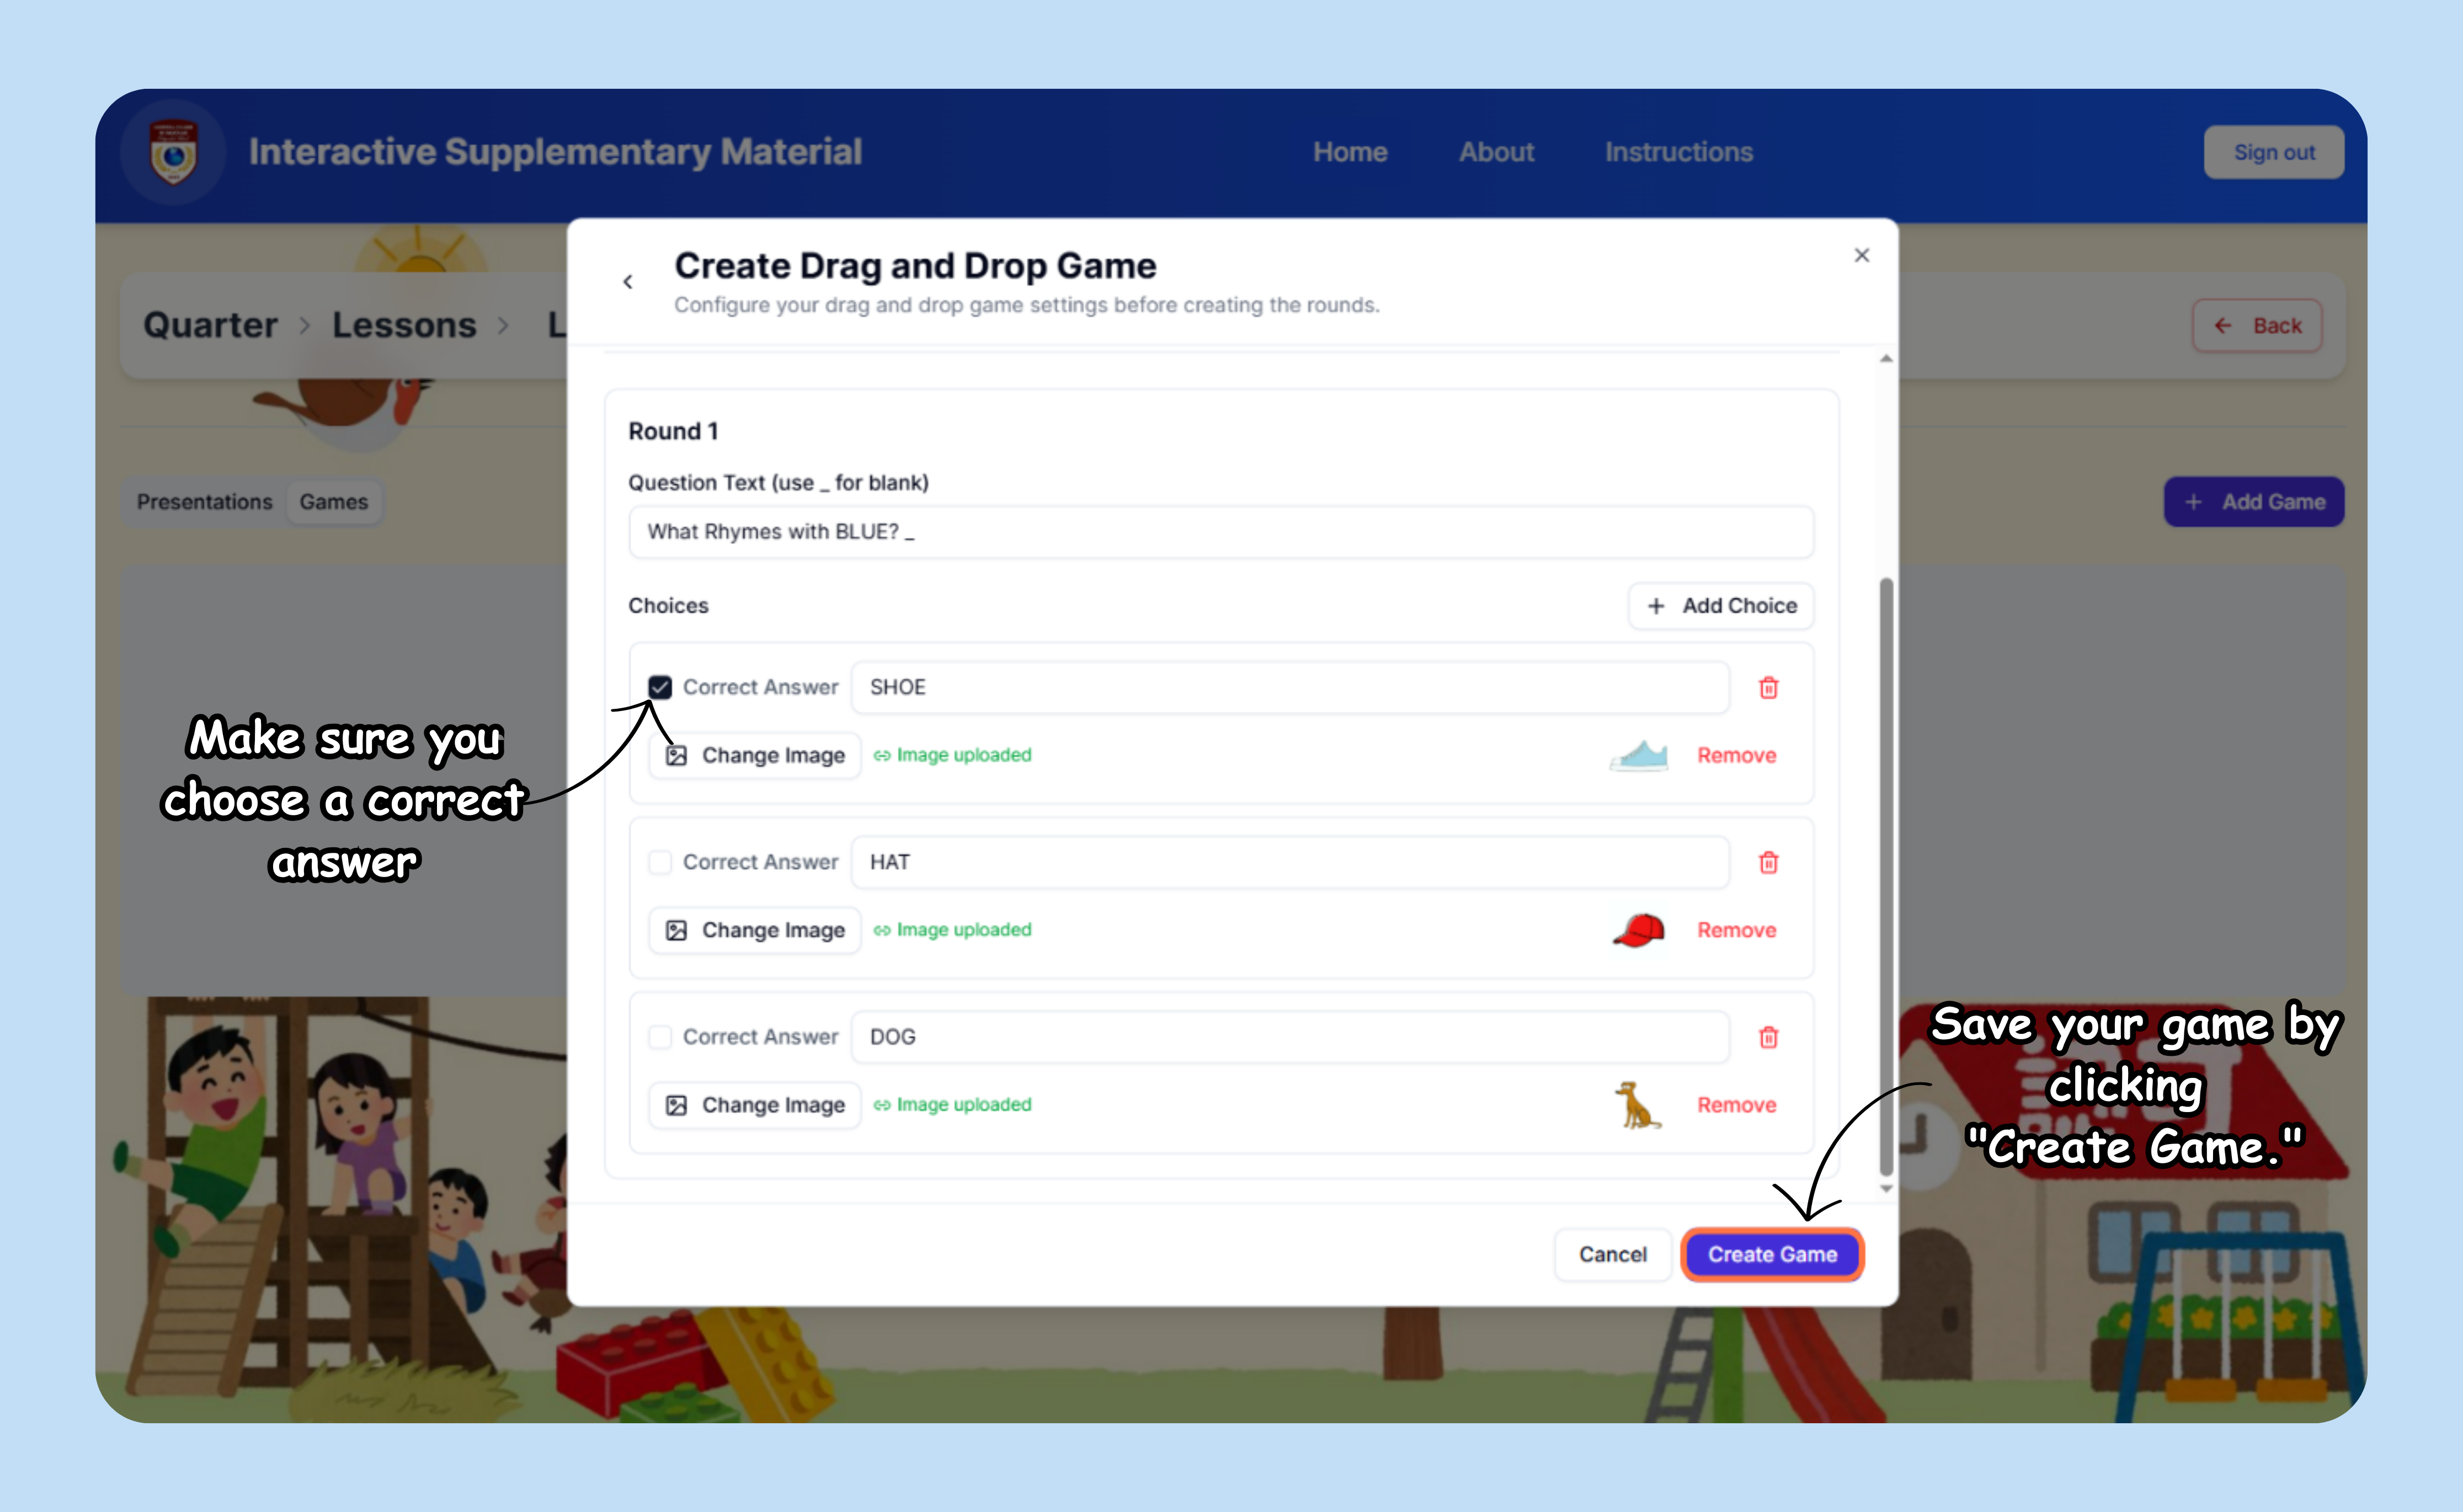 Interactive Supplementary Material
Home About Instructions
Sign out
Quarter > Lessons > L
Back
Presentations Games
+ Add Game
Create Drag and Drop Game
Configure your drag and drop game settings before creating the rounds.
Round 1
Question Text (use _ for blank)
What Rhymes with BLUE? _
Choices
+ Add Choice
Correct Answer SHOE
Change Image Image uploaded Remove
Correct Answer HAT
Change Image Image uploaded Remove
Correct Answer DOG
Change Image Image uploaded Remove
Cancel Create Game
Make sure you
choose a correct
answer
Save your game by
clicking
"Create Game."